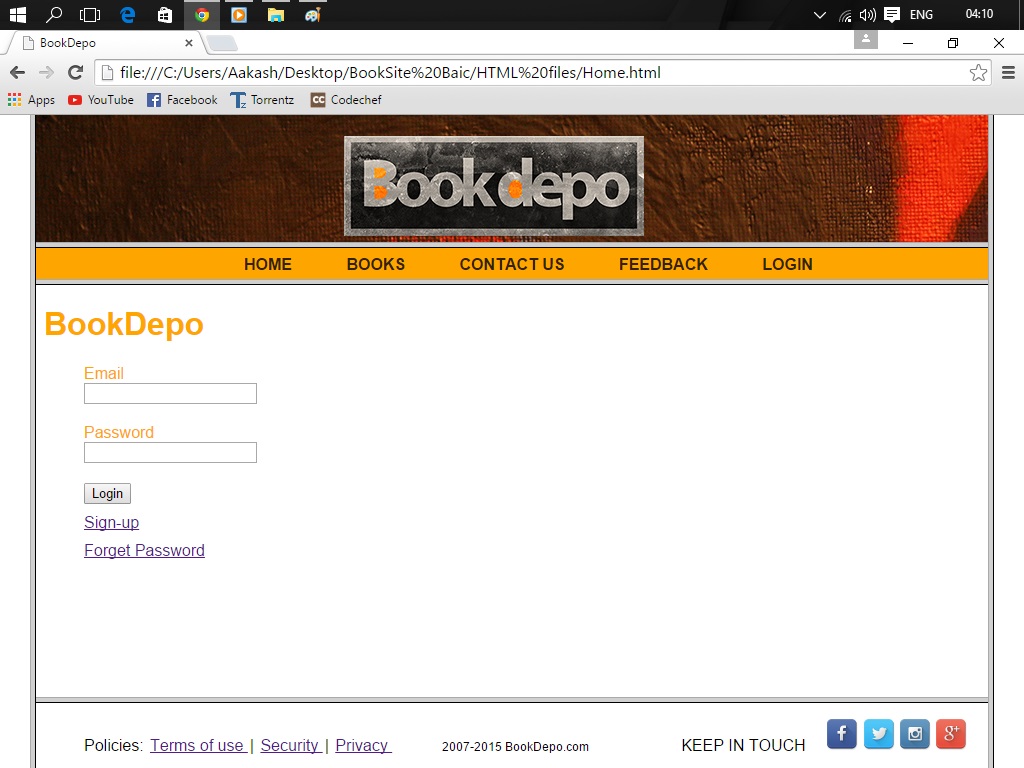 ENG 04:10
BookDepo
file:///C:/Users/Aakash/Desktop/BookSite%20Baic/HTML%20files/Home.html
Apps YouTube Facebook Torrentz CC Codechef
Bookdepo
HOME BOOKS CONTACT US FEEDBACK LOGIN
BookDepo
Email
Password
Login
Sign-up
Forget Password
Policies: Terms of use | Security | Privacy 2007-2015 BookDepo.com KEEP IN TOUCH